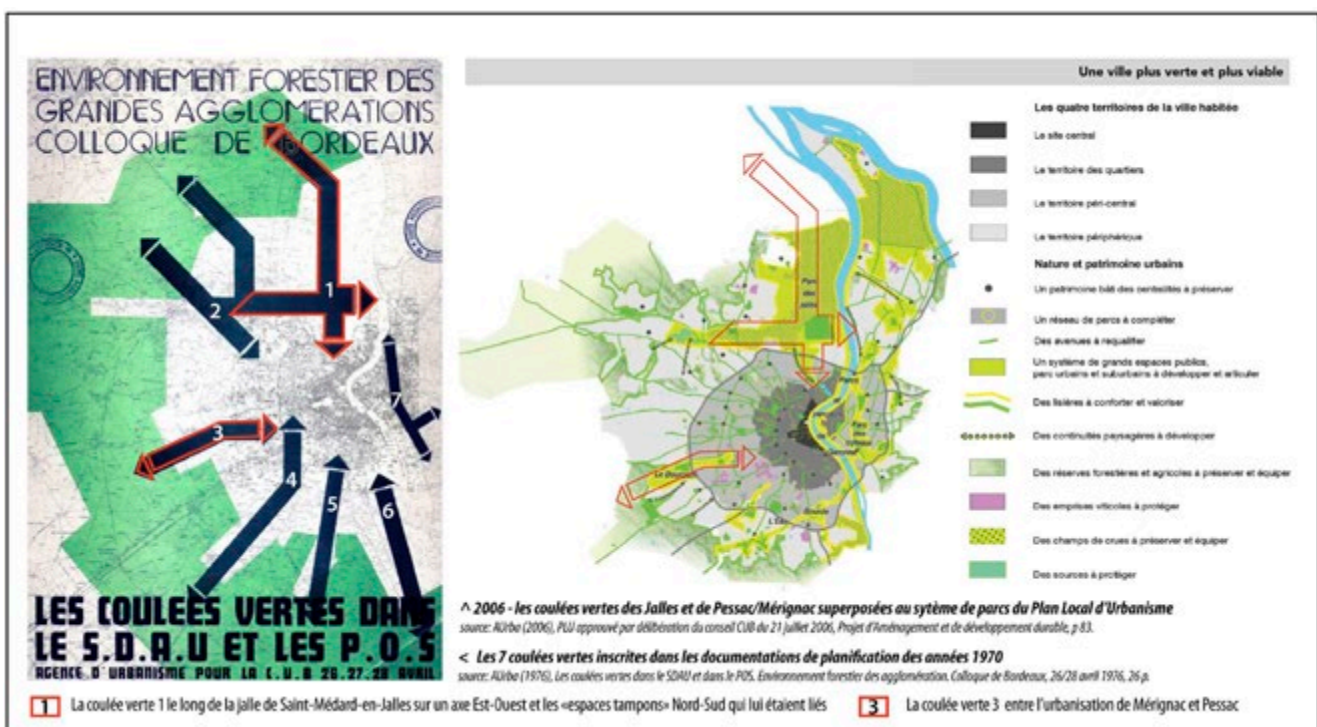 ENVIRONNEMENT FORESTIER DES
GRANDES AGGLOMERATIONS
COLLOQUE DE BORDEAUX
1
2
3
4
5
6
7
LES COULEES VERTES DANS
LE S.D.A.U ET LES P.O.S
AGENCE D'URBANISME POUR LA C.U.B 26.27.28 AVRIL
Une ville plus verte et plus viable
Les quatre territoires de la ville habitée
Le site central
Le territoire des quartiers
Le territoire péri-central
Le territoire périphérique
Nature et patrimoine urbains
Un patrimoine bâti des centralités à préserver
Un réseau de parcs à compléter
Des avenues à requalifier
Un système de grands espaces publics,
parc urbains et suburbains à développer et articuler
Des lisières à conforter et valoriser
Des continuités paysagères à développer
Des réserves forestières et agricoles à préserver et équiper
Des emprises viticoles à protéger
Des champs de crues à préserver et équiper
Des sources à protéger
Parc
des
^ 2006 - les coulées vertes des Jalles et de Pessac/Mérignac superposées au sytème de parcs du Plan Local d'Urbanisme
source: AUrba (2006), PLU approuvé par délibération du conseil CUB du 21 juillet 2006, Projet d'Aménagement et de développement durable, p 83.
< Les 7 coulées vertes inscrites dans les documentations de planification des années 1970
source: AUrba (1976), Les coulées vertes dans le SDAU et dans le POS. Environnement forestier des agglomération. Colloque de Bordeaux, 26/28 avril 1976, 26 p.
1 La coulée verte 1 le long de la jalle de Saint-Médard-en-Jalles sur un axe Est-Ouest et les «espaces tampons» Nord-Sud qui lui étaient liés
3 La coulée verte 3 entre l'urbanisation de Mérignac et Pessac